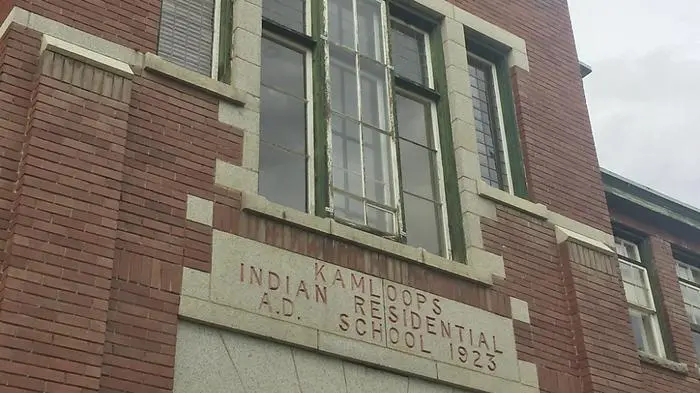 KAMLOOPS
INDIAN RESIDENTIAL
A.D. SCHOOL 1923